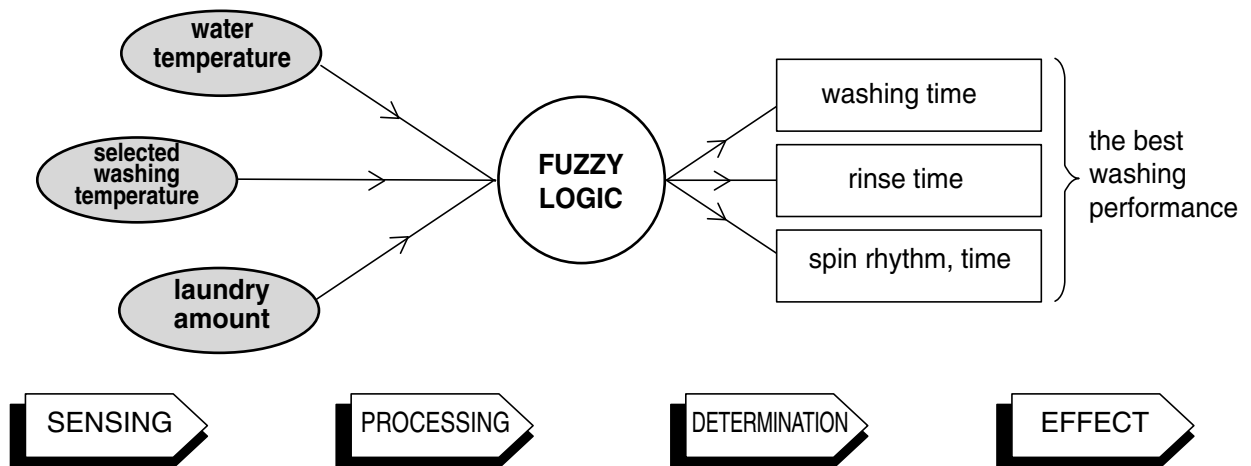 water
temperature
selected
washing
temperature
laundry
amount
FUZZY
LOGIC
washing time
rinse time
spin rhythm, time
the best
washing
performance
SENSING
PROCESSING
DETERMINATION
EFFECT